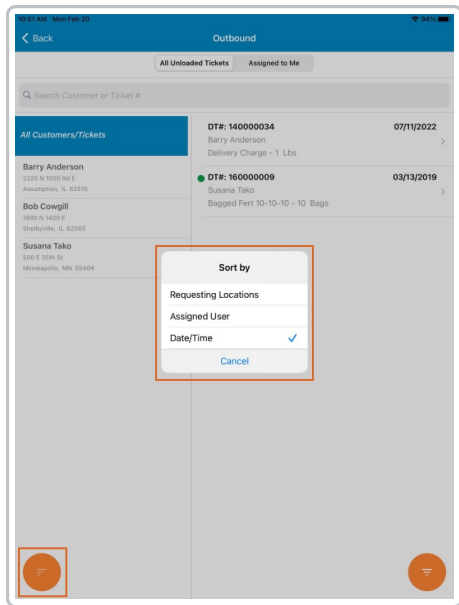 10:51 AM Mon Feb 20
94%
Back
Outbound
All Unloaded Tickets
Assigned to Me
Search Customer or Ticket #
All Customers/Tickets
Barry Anderson
2220 N 1000 Rd E
Assumption, IL 62510
Bob Cowgill
1880 N 1400 E
Shelbyville, IL 62565
Susana Tako
500 E 35th St
Minneapolis, MN 55404
DT#: 140000034
07/11/2022
Barry Anderson
Delivery Charge - 1 Lbs
DT#: 160000009
03/13/2019
Susana Tako
Bagged Fert 10-10-10 - 10 Bags
Sort by
Requesting Locations
Assigned User
Date/Time
Cancel